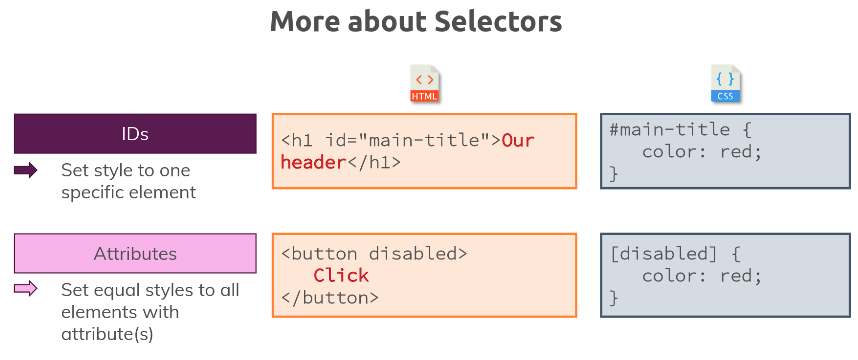 More about Selectors
HTML
CSS
IDs
Set style to one
specific element
<h1 id="main-title">Our
header</h1>
#main-title {
color: red;
}
Attributes
Set equal styles to all
elements with
attribute(s)
<button disabled>
Click
</button>
[disabled] {
color: red;
}